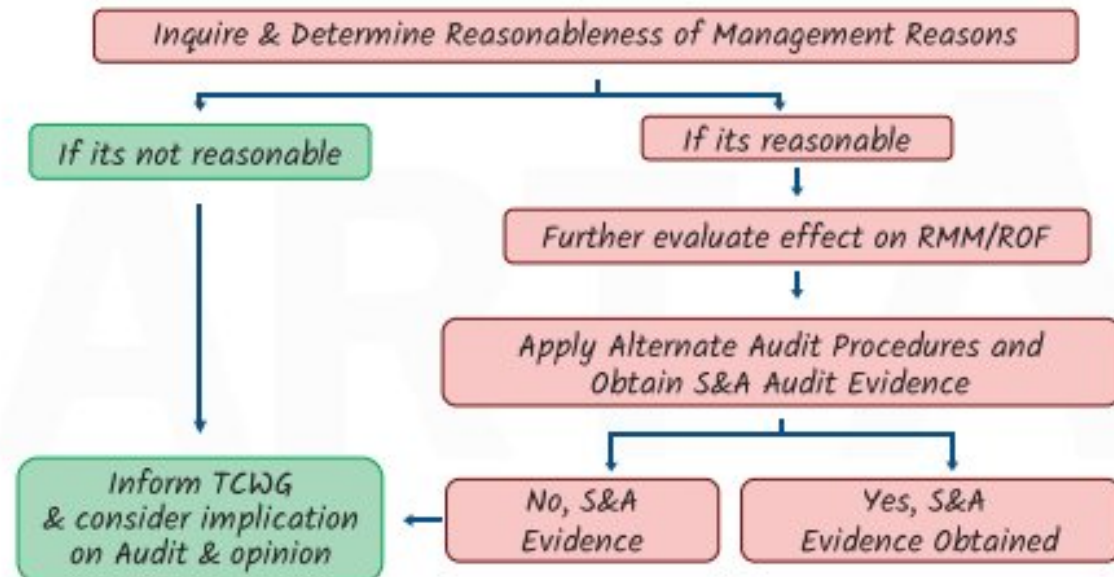 Inquire & Determine Reasonableness of Management Reasons
If its not reasonable
If its reasonable
Further evaluate effect on RMM/ROF
Apply Alternate Audit Procedures and
Obtain S&A Audit Evidence
Inform TCWG
& consider implication
on Audit & opinion
No, S&A
Evidence
Yes, S&A
Evidence Obtained